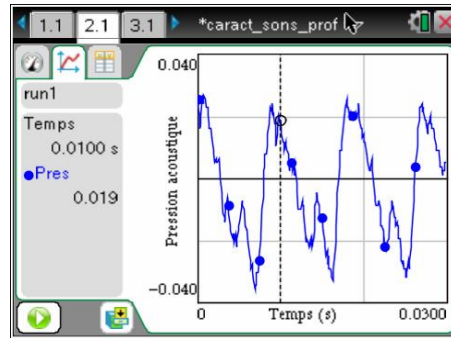 1.1 2.1 3.1 *caract_sons_prof
run1
Temps
0.0100 s
Pres
0.019
0.040
Pression acoustique
-0.040
0 Temps (s) 0.0300